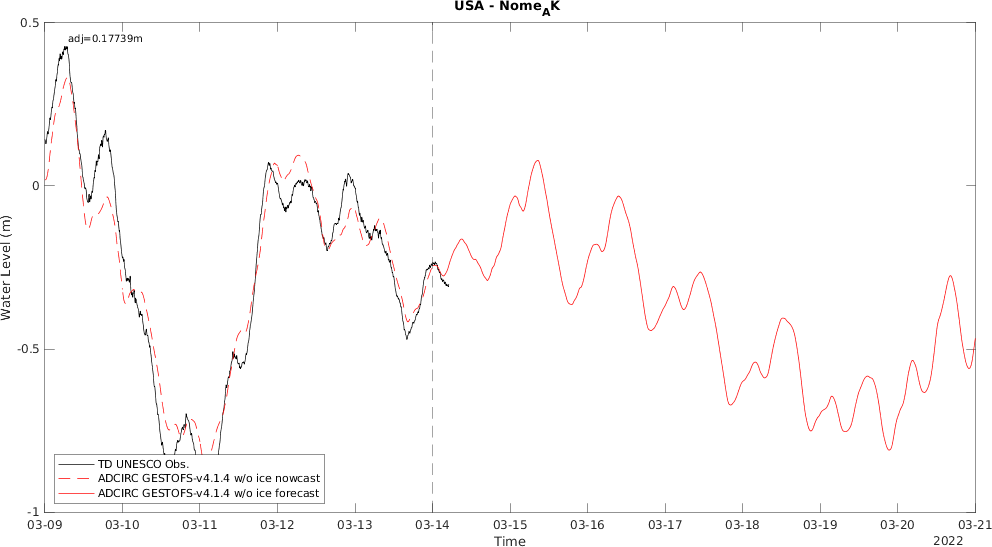 USA - Nome_AK
adj=0.17739m
0.5
0
-0.5
-1
Water Level (m)
TD UNESCO Obs.
ADCIRC GESTOFS-v4.1.4 w/o ice nowcast
ADCIRC GESTOFS-v4.1.4 w/o ice forecast
03-09 03-10 03-11 03-12 03-13 03-14 03-15 03-16 03-17 03-18 03-19 03-20 03-21
Time
2022